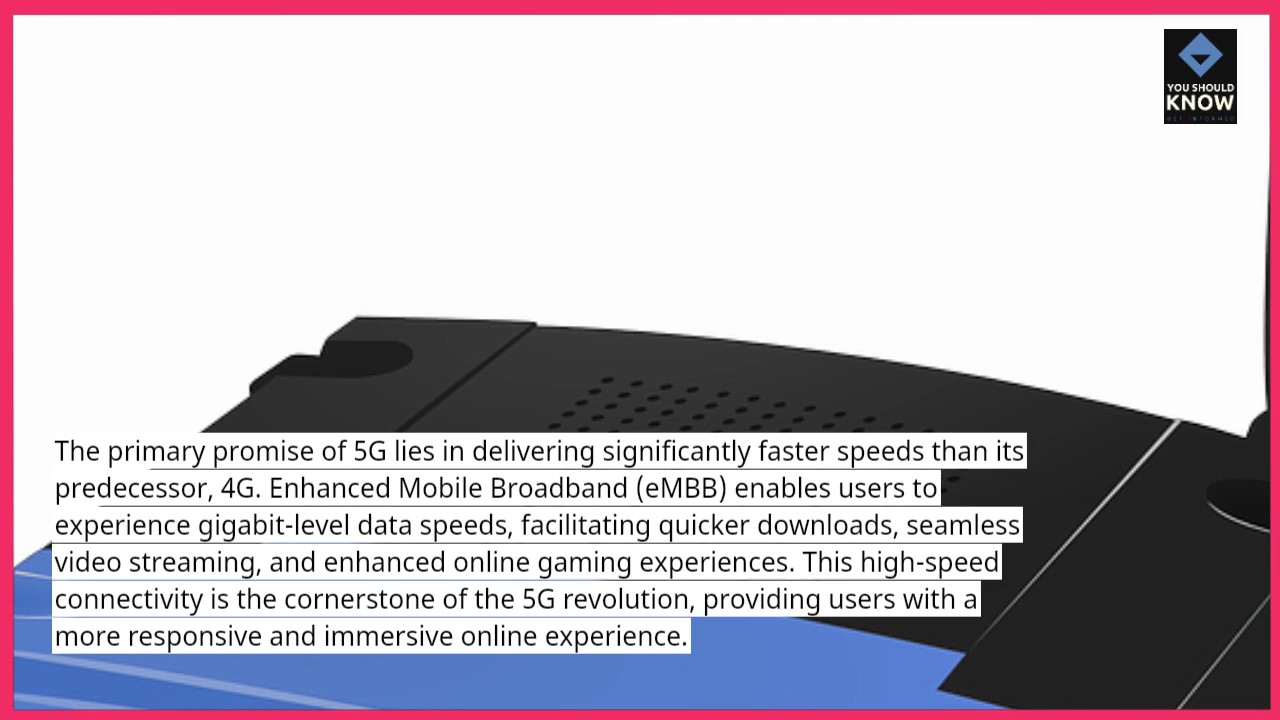 YOU SHOULD
KNOW
GET INFORMED
The primary promise of 5G lies in delivering significantly faster speeds than its
predecessor, 4G. Enhanced Mobile Broadband (eMBB) enables users to
experience gigabit-level data speeds, facilitating quicker downloads, seamless
video streaming, and enhanced online gaming experiences. This high-speed
connectivity is the cornerstone of the 5G revolution, providing users with a
more responsive and immersive online experience.